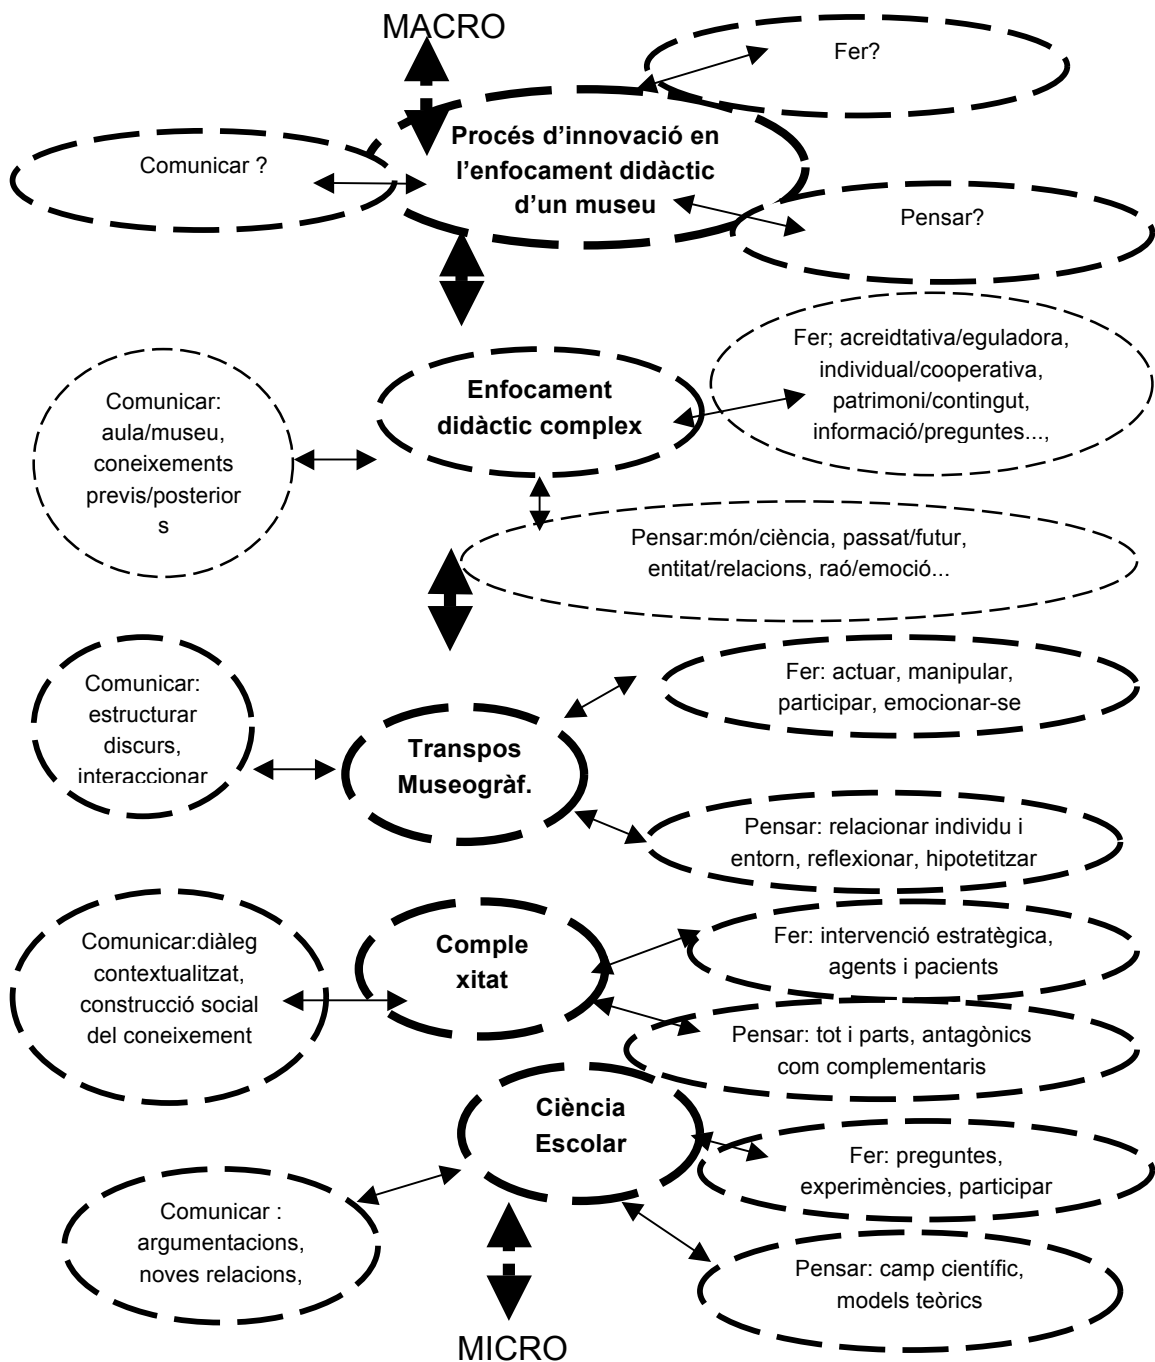 MACRO
Fer?
Procés d’innovació en
l’enfocament didàctic
d’un museu
Comunicar ?
Pensar?
Fer; acreidtativa/eguladora,
individual/cooperativa,
patrimoni/contingut,
informació/preguntes...,
Enfocament
didàctic complex
Comunicar:
aula/museu,
coneixements
previs/posterior
s
Pensar:món/ciència, passat/futur,
entitat/relacions, raó/emoció...
Fer: actuar, manipular,
participar, emocionar-se
Comunicar:
estructurar
discurs,
interaccionar
Transpos
Museogràf.
Pensar: relacionar individu i
entorn, reflexionar, hipotetitzar
Comunicar:diàleg
contextualitzat,
construcció social
del coneixement
Comple
xitat
Fer: intervenció estratègica,
agents i pacients
Pensar: tot i parts, antagònics
com complementaris
Ciència
Escolar
Fer: preguntes,
experimències, participar
Comunicar :
argumentacions,
noves relacions,
Pensar: camp científic,
models teòrics
MICRO